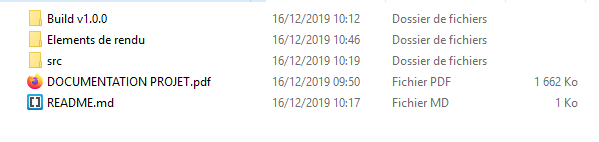 Build v1.0.0 16/12/2019 10:12 Dossier de fichiers
Elements de rendu 16/12/2019 10:46 Dossier de fichiers
src 16/12/2019 10:19 Dossier de fichiers
DOCUMENTATION PROJET.pdf 16/12/2019 09:50 Fichier PDF 1 662 Ko
README.md 16/12/2019 10:17 Fichier MD 1 Ko